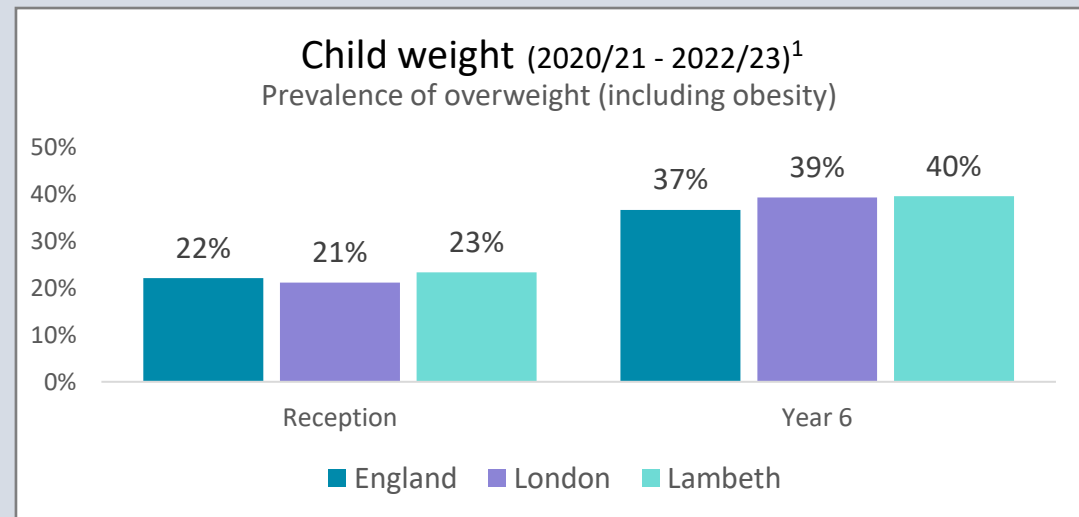 Child weight (2020/21 - 2022/23)1
Prevalence of overweight (including obesity)
50%
40%
30%
20%
10%
0%
22%
21%
23%
37%
39%
40%
Reception
Year 6
England
London
Lambeth